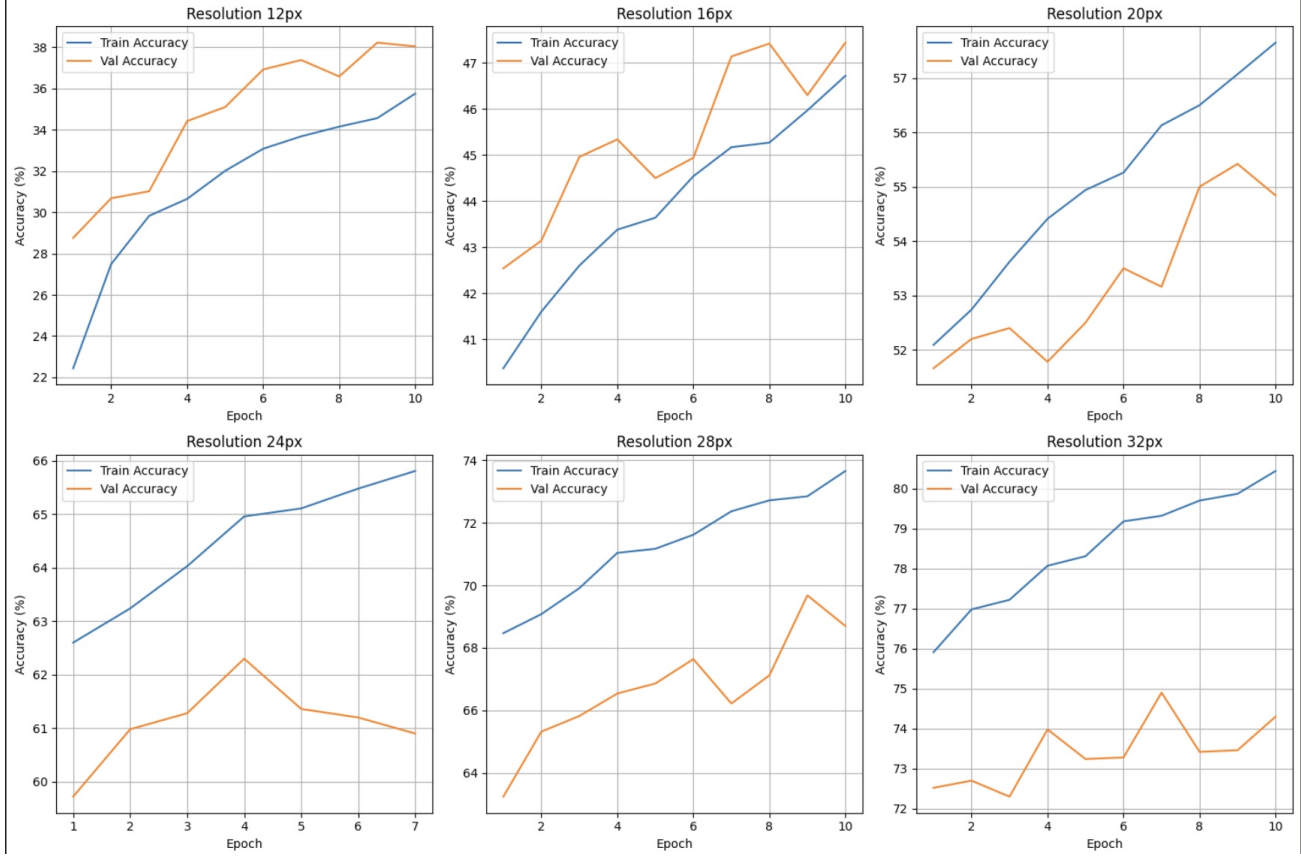 Resolution 12px
Train Accuracy
Val Accuracy
38
36
34
32
30
28
26
24
22
Accuracy (%)
2
4
6
8
10
Epoch
Resolution 16px
Train Accuracy
Val Accuracy
47
46
45
44
43
42
41
Accuracy (%)
2
4
6
8
10
Epoch
Resolution 20px
Train Accuracy
Val Accuracy
57
56
55
54
53
52
Accuracy (%)
2
4
6
8
10
Epoch
Resolution 24px
Train Accuracy
Val Accuracy
66
65
64
63
62
61
60
Accuracy (%)
1
2
3
4
5
6
7
Epoch
Resolution 28px
Train Accuracy
Val Accuracy
74
72
70
68
66
64
Accuracy (%)
2
4
6
8
10
Epoch
Resolution 32px
Train Accuracy
Val Accuracy
80
79
78
77
76
75
74
73
72
Accuracy (%)
2
4
6
8
10
Epoch